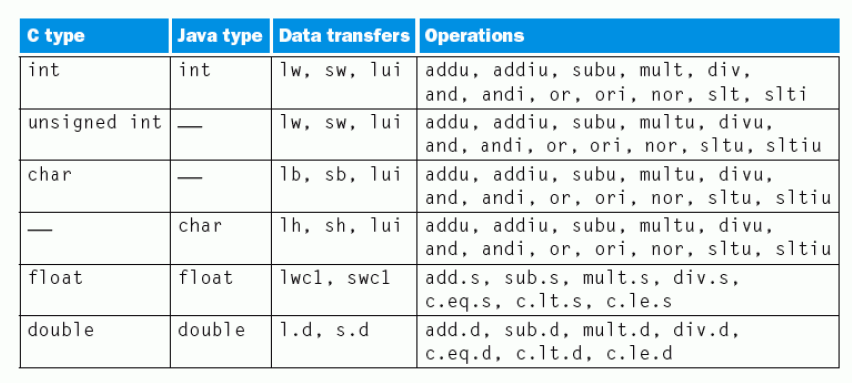 C type Java type Data transfers Operations
int int lw, sw, lui addu, addiu, subu, mult, div,
and, andi, or, ori, nor, slt, slti
unsigned int — lw, sw, lui addu, addiu, subu, multu, divu,
and, andi, or, ori, nor, sltu, sltiu
char — lb, sb, lui addu, addiu, subu, multu, divu,
and, andi, or, ori, nor, sltu, sltiu
— char lh, sh, lui addu, addiu, subu, multu, divu,
and, andi, or, ori, nor, sltu, sltiu
float float lwc1, swc1 add.s, sub.s, mult.s, div.s,
c.eq.s, c.lt.s, c.le.s
double double l.d, s.d add.d, sub.d, mult.d, div.d,
c.eq.d, c.lt.d, c.le.d